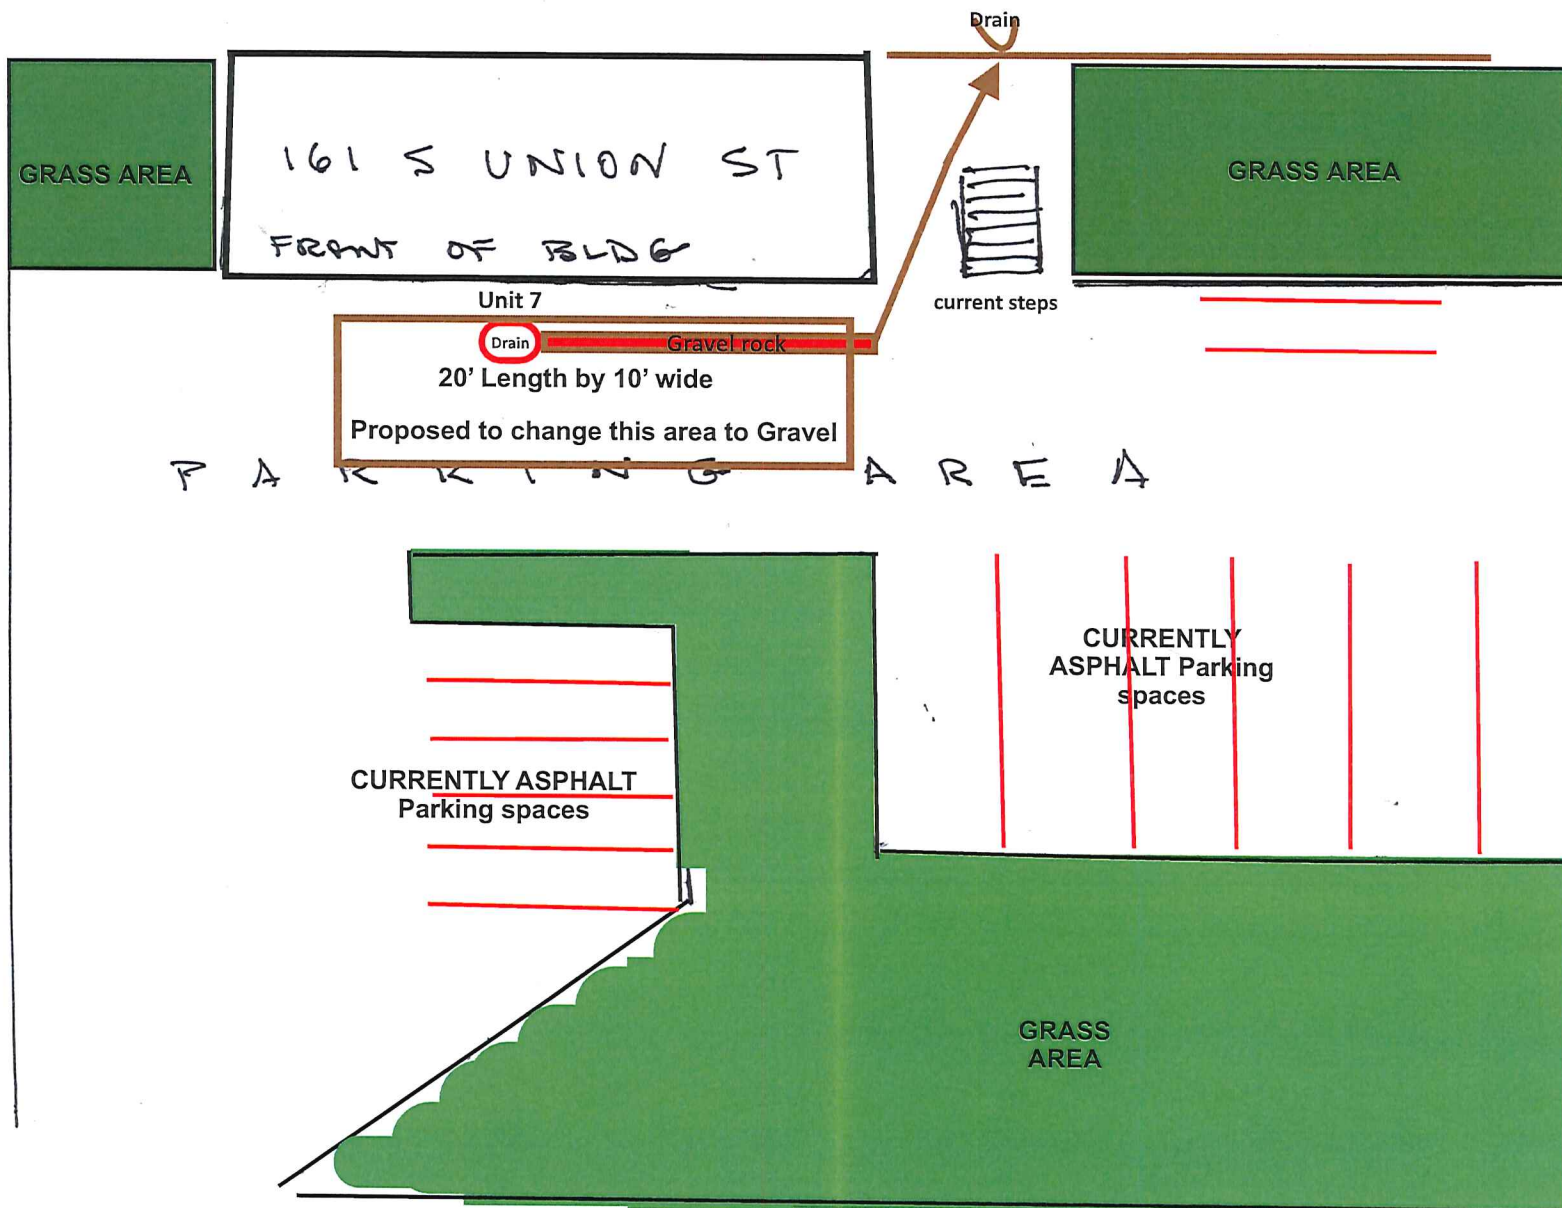 Drain
GRASS AREA
161 S UNION ST
GRASS AREA
FRONT OF BLDG
Unit 7
current steps
Drain
Gravel rock
20' Length by 10' wide
Proposed to change this area to Gravel
PARKING AREA
CURRENTLY
ASPHALT Parking
spaces
CURRENTLY ASPHALT
Parking spaces
GRASS
AREA